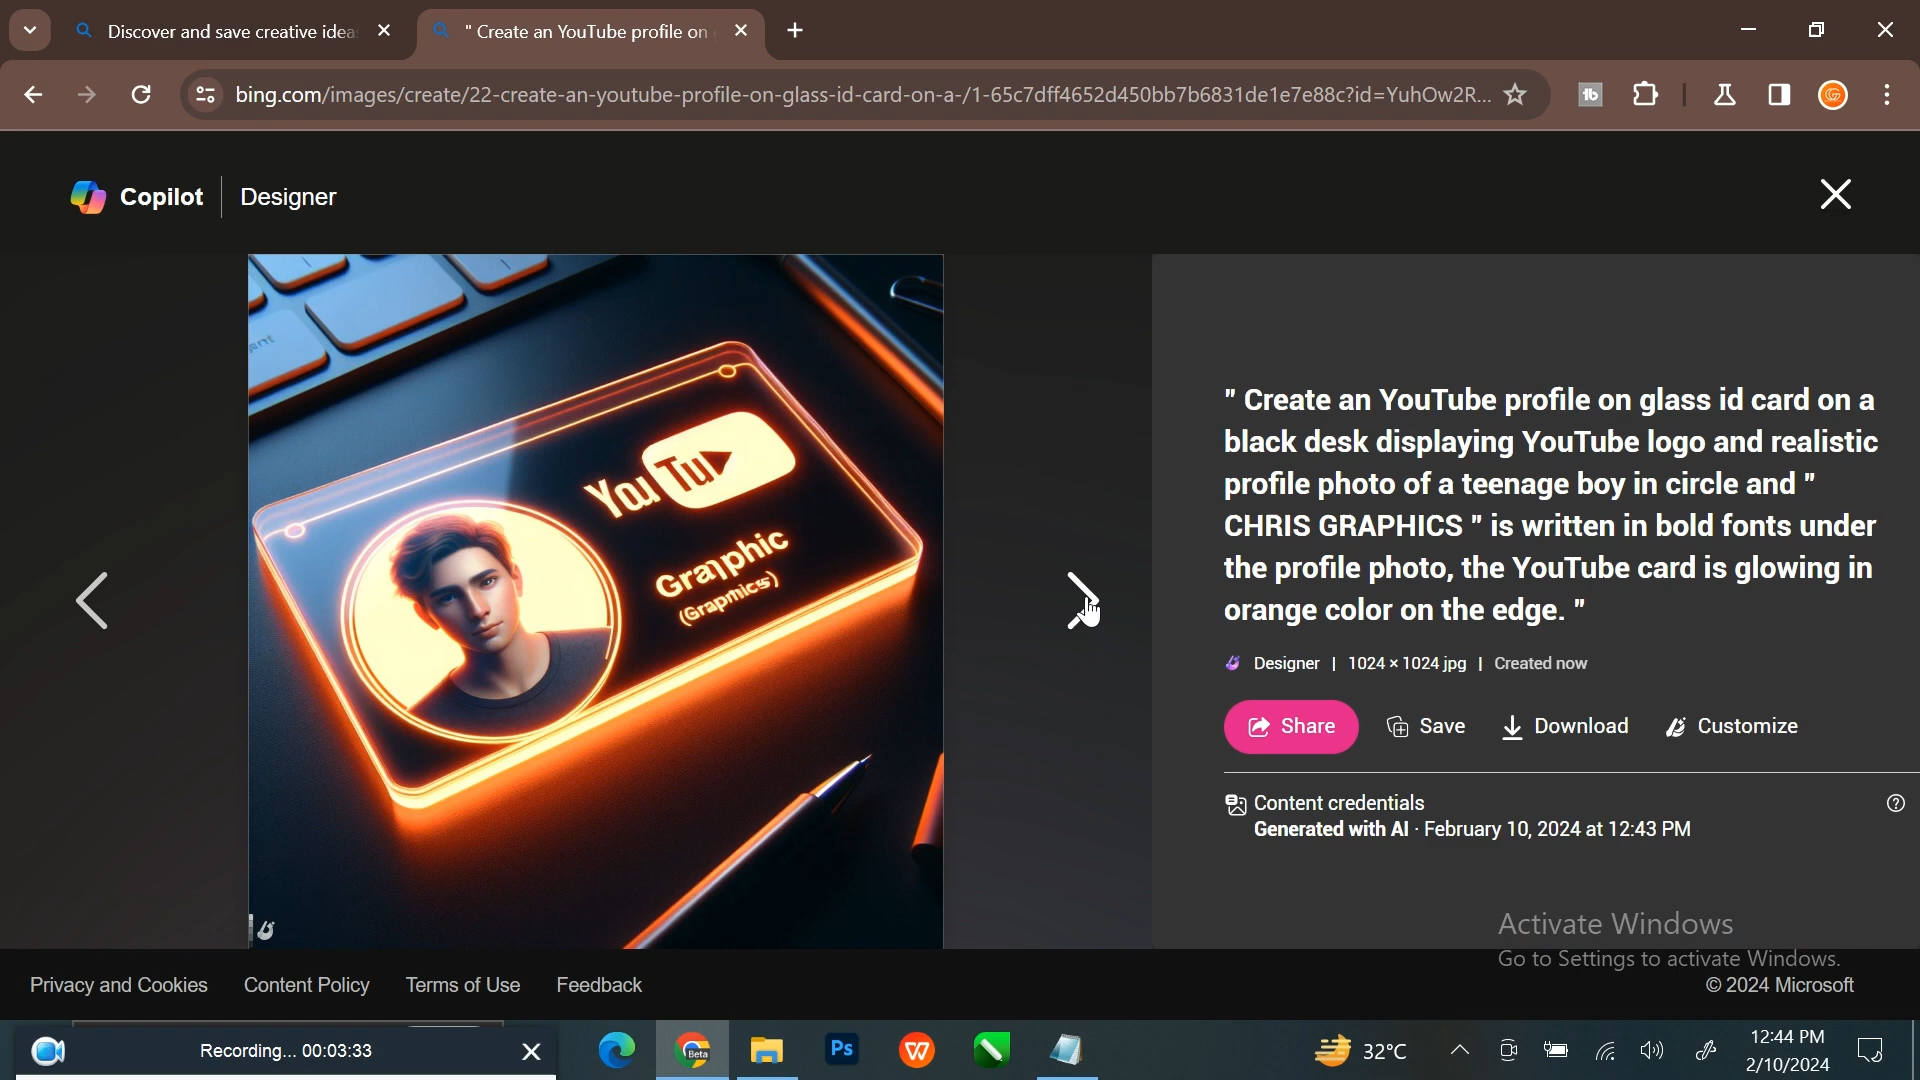 Discover and save creative idea
" Create an YouTube profile on
bing.com/images/create/22-create-an-youtube-profile-on-glass-id-card-on-a-/1-65c7dff4652d450bb7b6831de1e7e88c?id=YuhOw2R...
Copilot
Designer
YouTu
Graphic
" Create an YouTube profile on glass id card on a
black desk displaying YouTube logo and realistic
profile photo of a teenage boy in circle and "
CHRIS GRAPHICS " is written in bold fonts under
the profile photo, the YouTube card is glowing in
orange color on the edge. "
Designer | 1024 × 1024 jpg | Created now
Share
Save
Download
Customize
Content credentials
Generated with AI · February 10, 2024 at 12:43 PM
Activate Windows
Go to Settings to activate Windows.
Privacy and Cookies
Content Policy
Terms of Use
Feedback
© 2024 Microsoft
Recording... 00:03:33
Beta
Ps
32°C
12:44 PM
2/10/2024